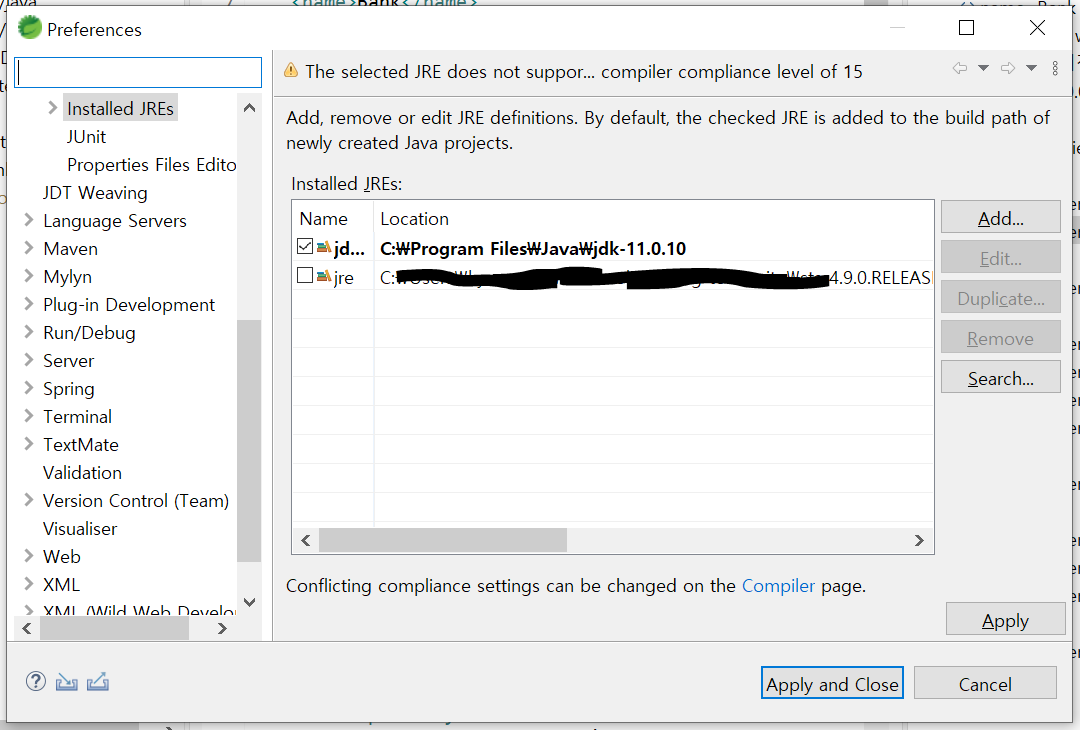 <name>Bank</name>
Preferences
The selected JRE does not suppor... compiler compliance level of 15
Installed JREs
JUnit
Properties Files Edito
JDT Weaving
Language Servers
Maven
Mylyn
Plug-in Development
Run/Debug
Server
Spring
Terminal
TextMate
Validation
Version Control (Team)
Visualiser
Web
XML
XML (Wild Web Develo
Add, remove or edit JRE definitions. By default, the checked JRE is added to the build path of
newly created Java projects.
Installed JREs:
Name Location
jd... C:₩Program Files₩Java₩jdk-11.0.10
jre C:₩ 4.9.0.RELEAS
Add...
Edit...
Duplicate...
Remove
Search...
Conflicting compliance settings can be changed on the Compiler page.
Apply
Apply and Close
Cancel